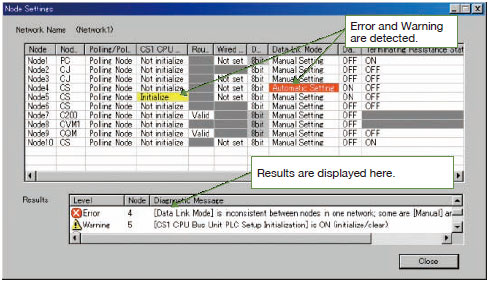 Node Settings
Network Name (Network1)
Error and Warning are detected.
Node Nod.. Polling/Pol.. CS1 CPU ... Rou.. Wired ... D.. Data Link Mode Da.. Terminating Resistance Stat
Node1 PC Polling Node Not initialize Not set 8bit Manual Setting OFF ON
Node2 CJ Polling Node Not initialize 8bit Manual Setting OFF OFF
Node3 CJ Polling Node Not initialize Not set 8bit Manual Setting OFF OFF
Node4 CS Polling Node Not initialize Not set 8bit Automatic Setting ON OFF
Node5 CS Polling Node Initialize Not set 8bit Manual Setting ON OFF
Node6 CS Polling Node Not initialize 8bit Manual Setting OFF OFF
Node7 C200 Polling Node Not initialize Valid 8bit Manual Setting OFF
Node8 CVM1 Polling Node Not initialize 8bit Manual Setting OFF
Node9 CQM Polling Node Not initialize Valid 8bit Manual Setting OFF OFF
Node10 CS Polling Node Not initialize Not set 8bit Manual Setting OFF ON
Results are displayed here.
Results
Level Node Diagnostic Message
Error 4 [Data Link Mode] is inconsistent between nodes in one network; some are [Manual] ar
Warning 5 [CS1 CPU Bus Unit PLC Setup Initialization] is ON (initialize/clear)
Close